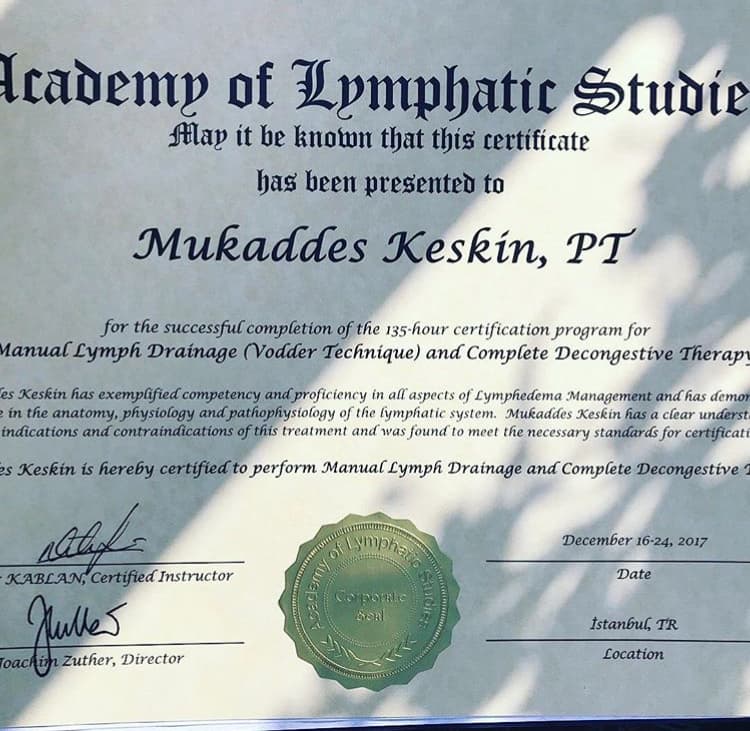 Academy of Lymphatic Studie
May it be known that this certificate
has been presented to
Mukaddes Keskin, PT
for the successful completion of the 135-hour certification program for
Manual Lymph Drainage (Vodder Technique) and Complete Decongestive Therapy
es Keskin has exemplified competency and proficiency in all aspects of Lymphedema Management and has demon
e in the anatomy, physiology and pathophysiology of the lymphatic system. Mukaddes Keskin has a clear underst
indications and contraindications of this treatment and was found to meet the necessary standards for certificati
es Keskin is hereby certified to perform Manual Lymph Drainage and Complete Decongestive T
KABLAN, Certified Instructor
Joachim Zuther, Director
Academy of Lymphatic Studies
Corporate
Seal
December 16-24, 2017
Date
İstanbul, TR
Location